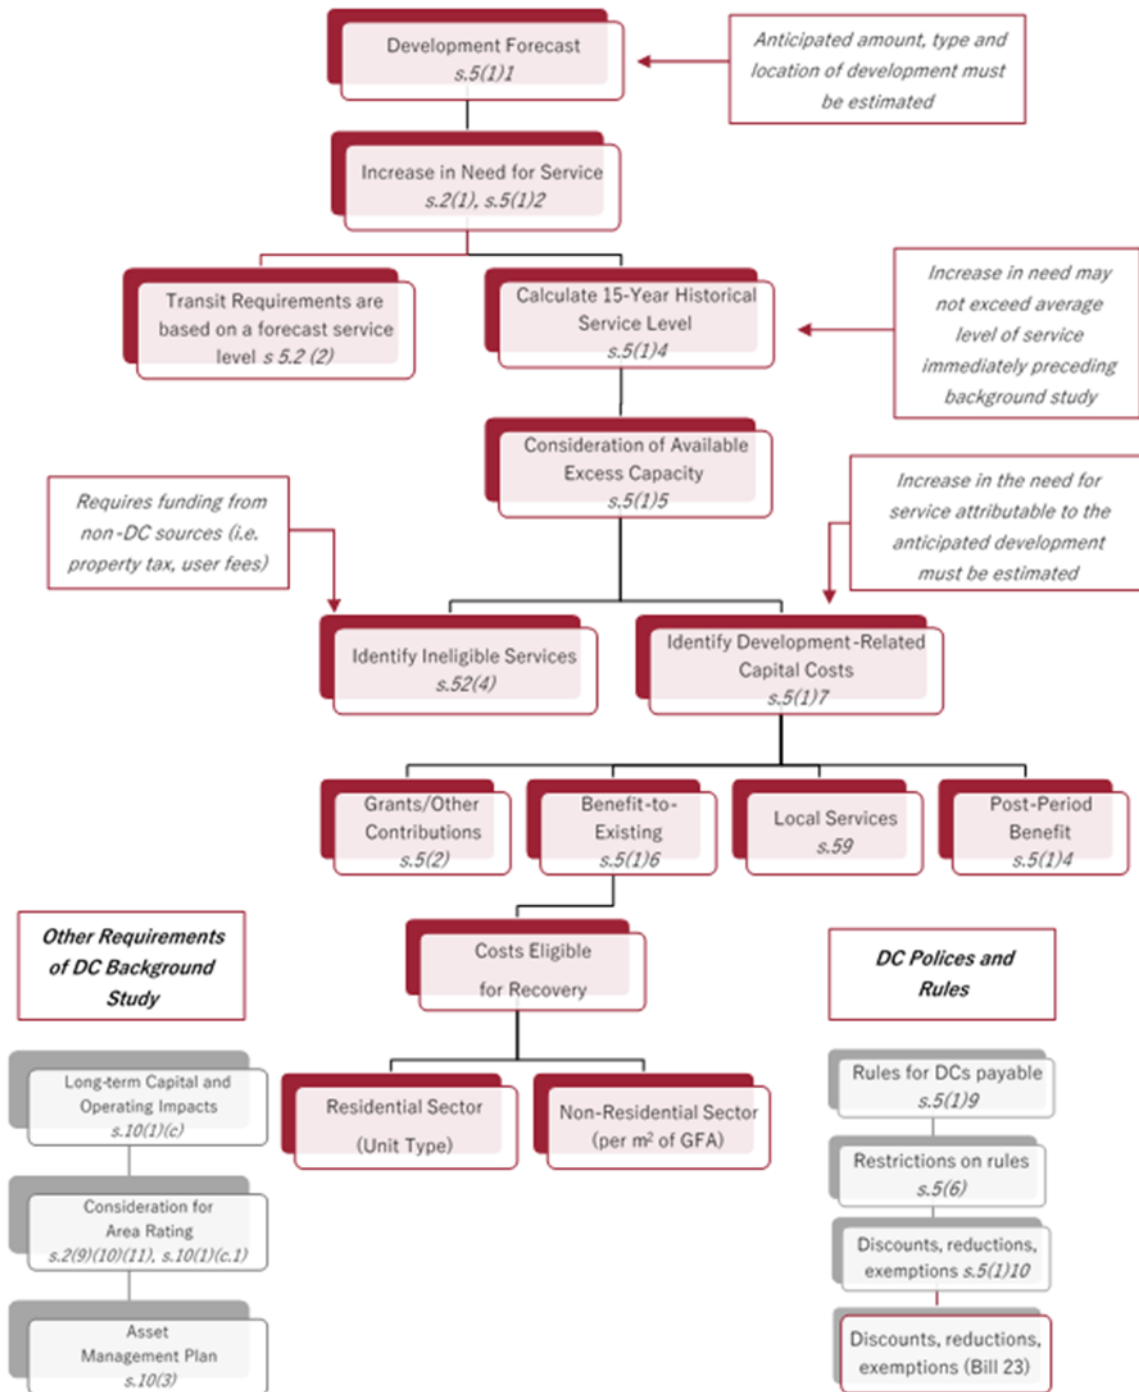 Development Forecast
s.5(1)1
Anticipated amount, type and
location of development must
be estimated
Increase in Need for Service
s.2(1), s.5(1)2
Transit Requirements are
based on a forecast service
level s 5.2 (2)
Calculate 15-Year Historical
Service Level
s.5(1)4
Increase in need may
not exceed average
level of service
immediately preceding
background study
Consideration of Available
Excess Capacity
s.5(1)5
Requires funding from
non-DC sources (i.e.
property tax, user fees)
Increase in the need for
service attributable to the
anticipated development
must be estimated
Identify Ineligible Services
s.52(4)
Identify Development-Related
Capital Costs
s.5(1)7
Grants/Other
Contributions
s.5(2)
Benefit-to-
Existing
s.5(1)6
Local Services
s.59
Post-Period
Benefit
s.5(1)4
Costs Eligible
for Recovery
Residential Sector
(Unit Type)
Non-Residential Sector
(per m² of GFA)
Other Requirements
of DC Background
Study
Long-term Capital and
Operating Impacts
s.10(1)(c)
Consideration for
Area Rating
s.2(9)(10)(11), s.10(1)(c.1)
Asset
Management Plan
s.10(3)
DC Polices and
Rules
Rules for DCs payable
s.5(1)9
Restrictions on rules
s.5(6)
Discounts, reductions,
exemptions s.5(1)10
Discounts, reductions,
exemptions (Bill 23)